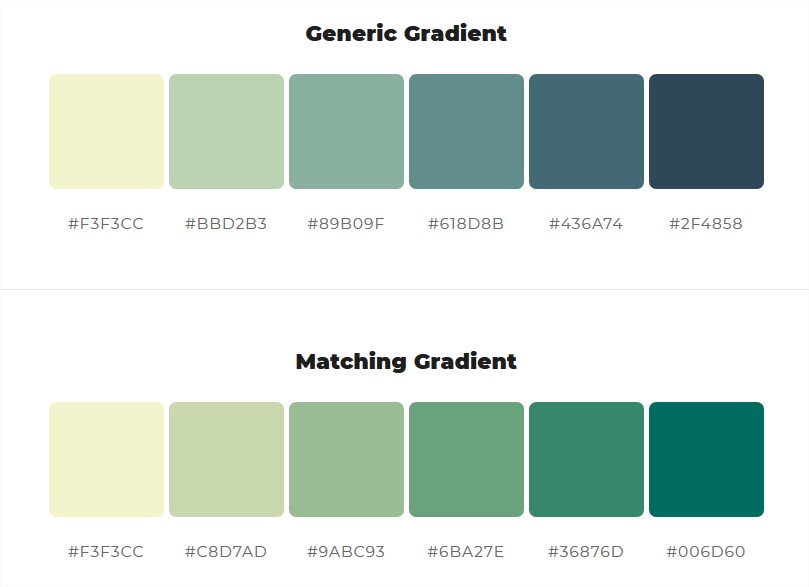 Generic Gradient
#F3F3CC #BBD2B3 #89B09F #618D8B #436A74 #2F4858
Matching Gradient
#F3F3CC #C8D7AD #9ABC93 #6BA27E #36876D #006D60